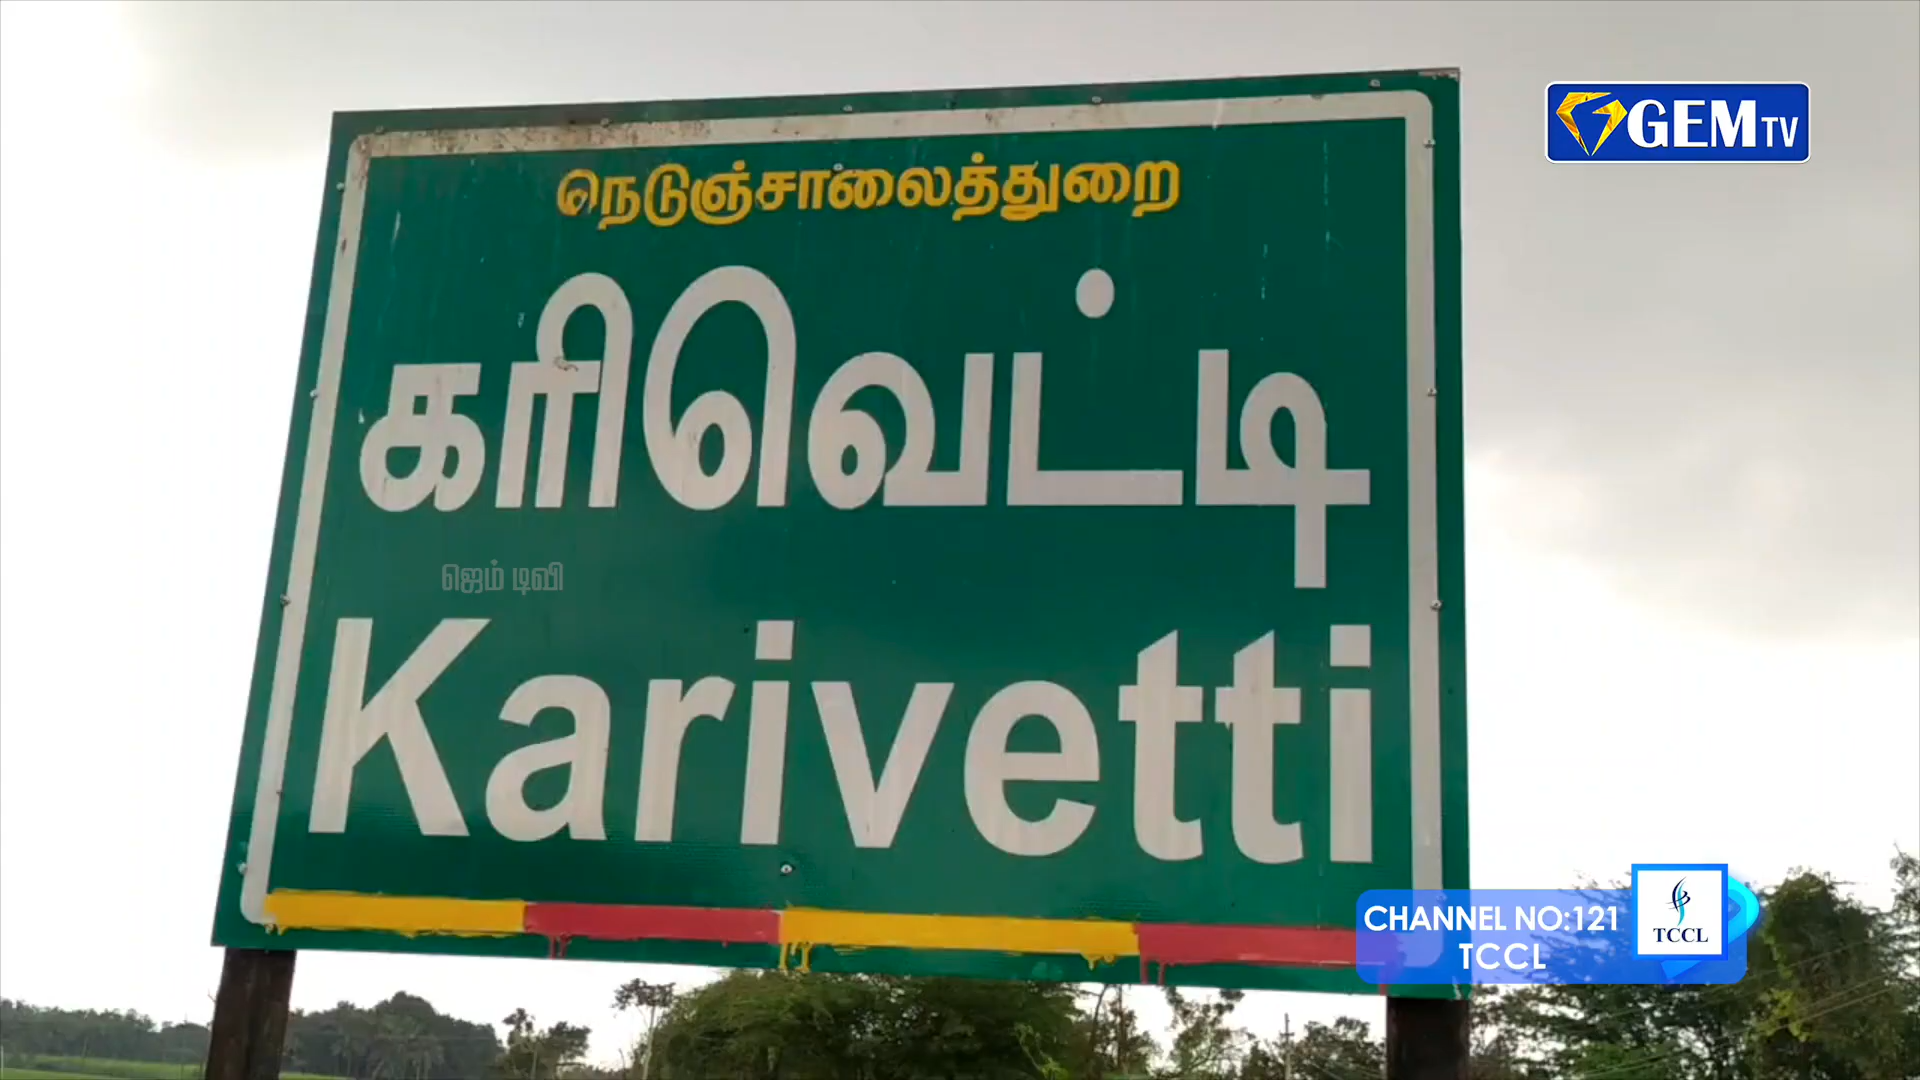 GEM TV
நெடுஞ்சாலைத்துறை
கரிவெட்டி
ஜெம் டிவி
Karivetti
CHANNEL NO:121
TCCL
TCCL